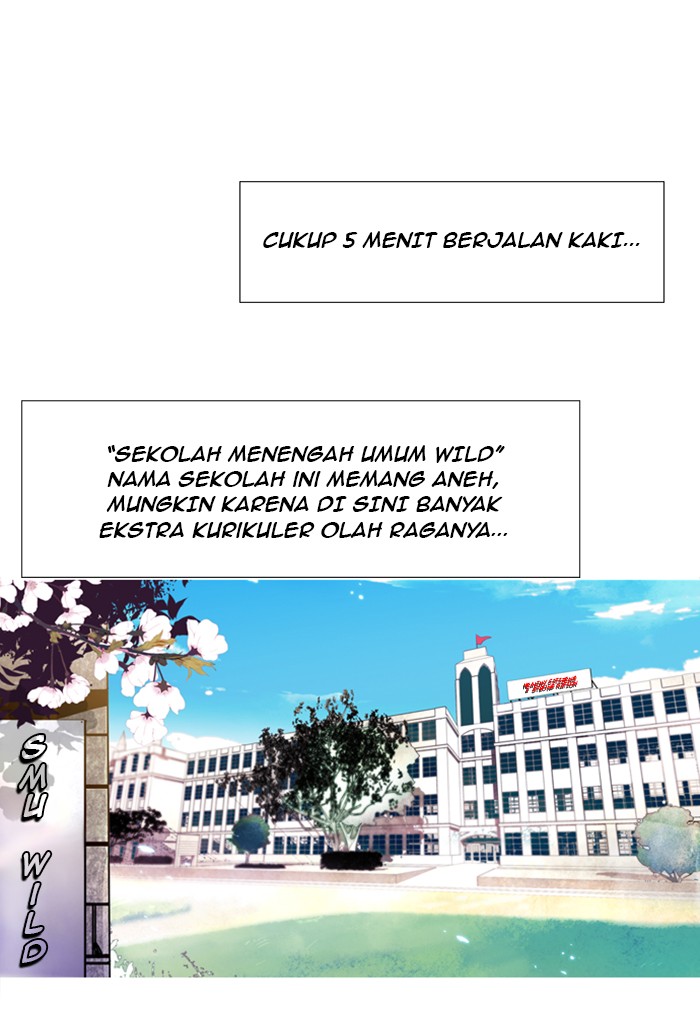 CUKUP 5 MENIT BERJALAN KAKI...
"SEKOLAH MENENGAH UMUM WILD"
NAMA SEKOLAH INI MEMANG ANEH,
MUNGKIN KARENA DI SINI BANYAK
EKSTRA KURIKULER OLAH RAGANYA...
SMU WILD